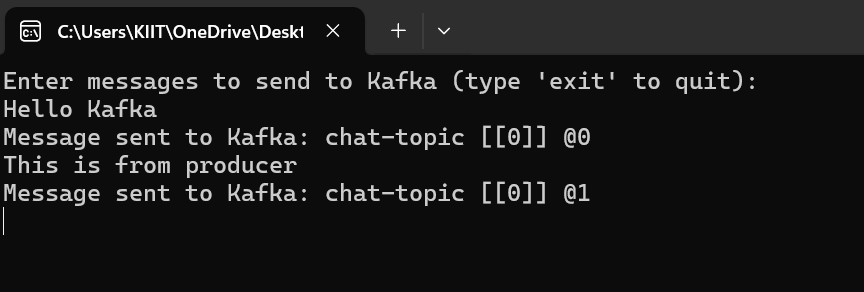 C:\Users\KIIT\OneDrive\Deskt
Enter messages to send to Kafka (type 'exit' to quit):
Hello Kafka
Message sent to Kafka: chat-topic [[0]] @0
This is from producer
Message sent to Kafka: chat-topic [[0]] @1